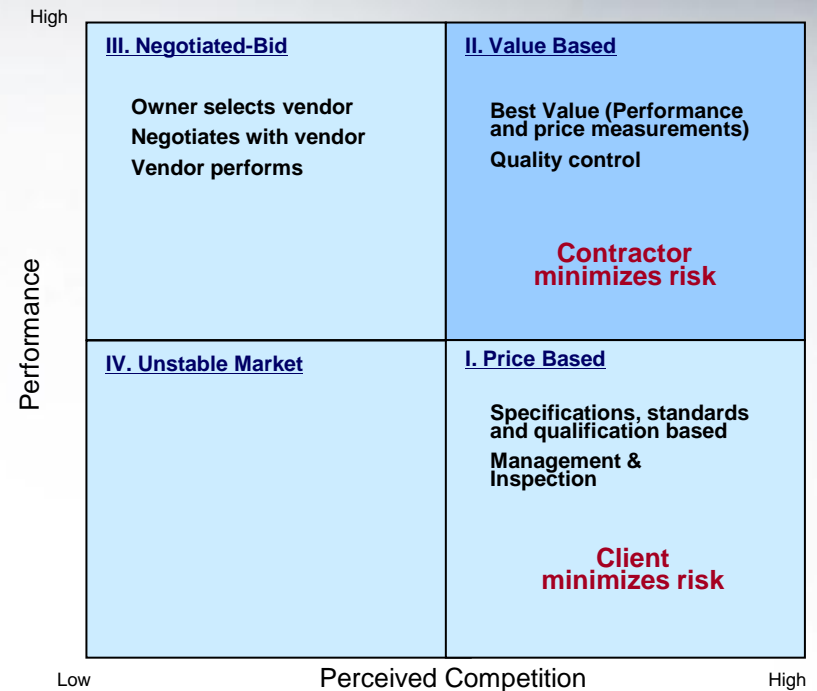 High
III. Negotiated-Bid
Owner selects vendor
Negotiates with vendor
Vendor performs
II. Value Based
Best Value (Performance
and price measurements)
Quality control
Contractor
minimizes risk
Performance
IV. Unstable Market
I. Price Based
Specifications, standards
and qualification based
Management &
Inspection
Client
minimizes risk
Low
Perceived Competition
High